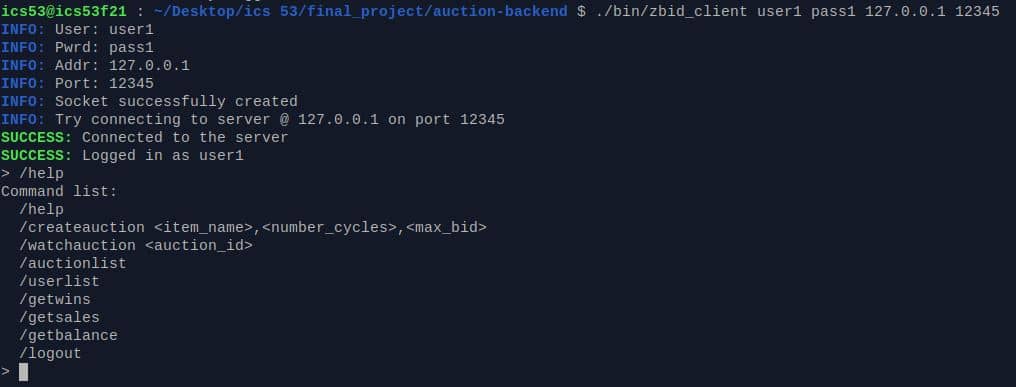 ics53@ics53f21 : ~/Desktop/ics 53/final_project/auction-backend $ ./bin/zbid_client user1 pass1 127.0.0.1 12345
INFO: User: user1
INFO: Pwrd: pass1
INFO: Addr: 127.0.0.1
INFO: Port: 12345
INFO: Socket successfully created
INFO: Try connecting to server @ 127.0.0.1 on port 12345
SUCCESS: Connected to the server
SUCCESS: Logged in as user1
> /help
Command list:
  /help
  /createauction <item_name>,<number_cycles>,<max_bid>
  /watchauction <auction_id>
  /auctionlist
  /userlist
  /getwins
  /getsales
  /getbalance
  /logout
>